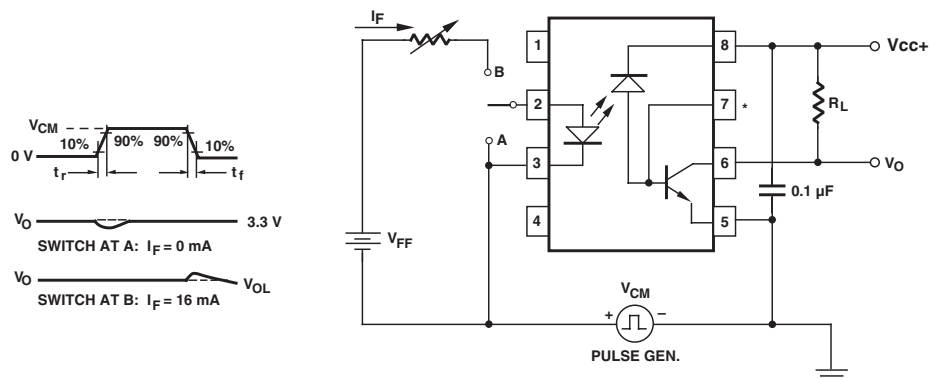 V_CM
10%
90%
90%
10%
0 V
t_r
t_f
V_O
3.3 V
SWITCH AT A: I_F = 0 mA
V_O
V_OL
SWITCH AT B: I_F = 16 mA
I_F
B
A
V_FF
1
2
3
4
8
7
*
6
5
Vcc+
R_L
V_O
0.1 µF
V_CM
+
–
PULSE GEN.